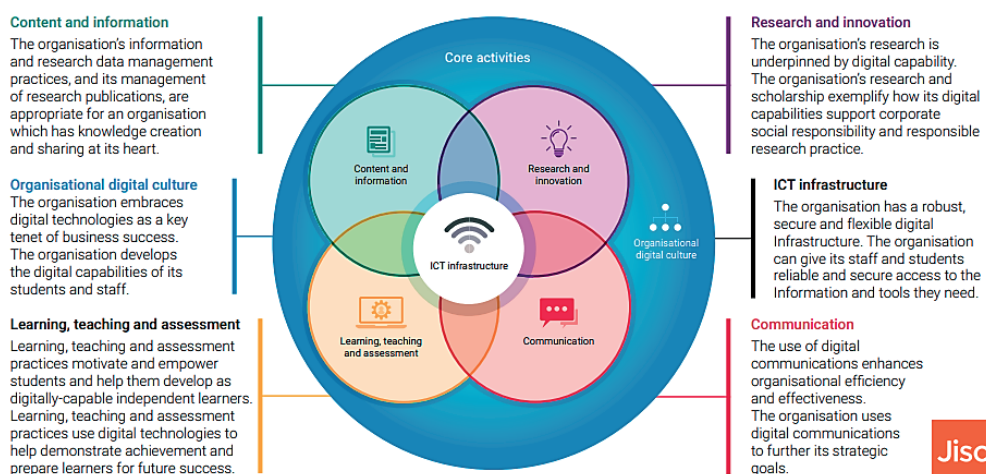 Content and information
The organisation's information
and research data management
practices, and its management
of research publications, are
appropriate for an organisation
which has knowledge creation
and sharing at its heart.
Organisational digital culture
The organisation embraces
digital technologies as a key
tenet of business success.
The organisation develops
the digital capabilities of its
students and staff.
Learning, teaching and assessment
Learning, teaching and assessment
practices motivate and empower
students and help them develop as
digitally-capable independent learners.
Learning, teaching and assessment
practices use digital technologies to
help demonstrate achievement and
prepare learners for future success.
Core activities
Content and
information
Research and
innovation
ICT infrastructure
Organisational
digital culture
Learning, teaching
and assessment
Communication
Research and innovation
The organisation's research is
underpinned by digital capability.
The organisation's research and
scholarship exemplify how its digital
capabilities support corporate
social responsibility and responsible
research practice.
ICT infrastructure
The organisation has a robust,
secure and flexible digital
Infrastructure. The organisation
can give its staff and students
reliable and secure access to the
Information and tools they need.
Communication
The use of digital
communications enhances
organisational efficiency
and effectiveness.
The organisation uses
digital communications
to further its strategic
goals.
Jisc